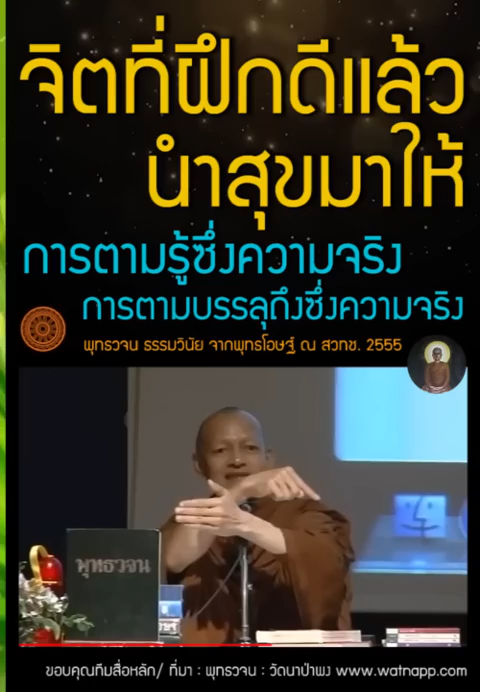 จิตที่ฝึกดีแล้ว
นำสุขมาให้
การตามรู้ซึ่งความจริง
การตามบรรลุถึงซึ่งความจริง
พุทธวจน ธรรมวินัย จากพุทธโอษฐ์ ณ สวทช. 2555
พุทธวจน
ขอบคุณทีมสื่อหลัก/ ที่มา : พุทธวจน : วัดนาป่าพง www.watnapp.com